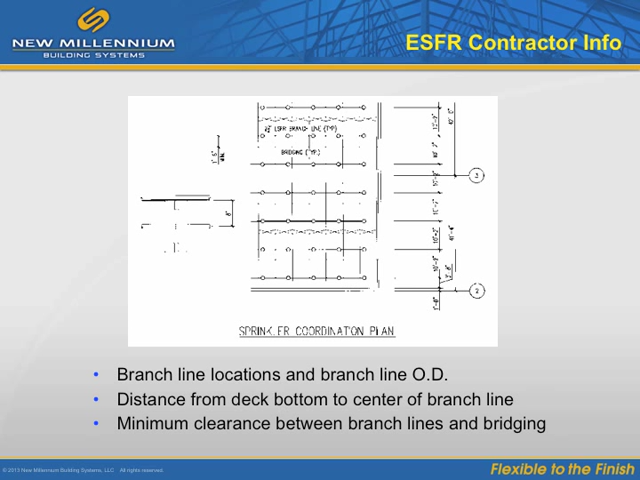 NEW MILLENNIUM
BUILDING SYSTEMS
ESFR Contractor Info
BRANCH LINE (TYP.)
BRIDGING (TYP.)
8"
2
SPRINKLER COORDINATION PLAN
• Branch line locations and branch line O.D.
• Distance from deck bottom to center of branch line
• Minimum clearance between branch lines and bridging
© 2013 New Millennium Building Systems, LLC All rights reserved.
Flexible to the Finish